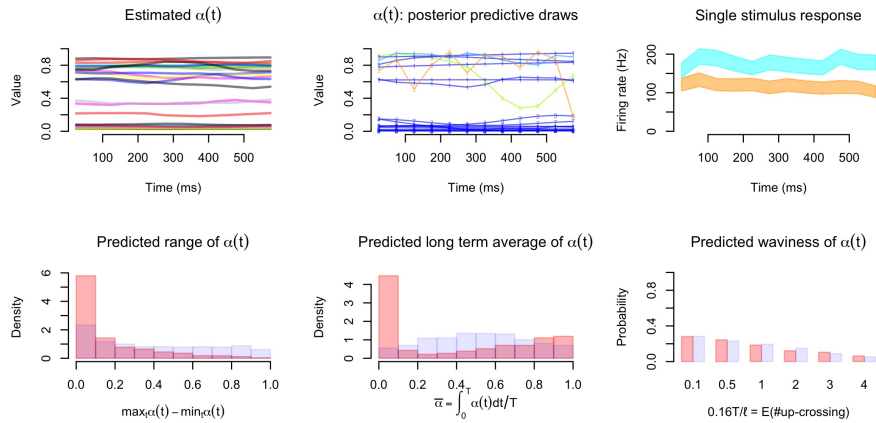 Estimated α(t)
Value
0.0 0.4 0.8
100 200 300 400 500
Time (ms)
α(t): posterior predictive draws
Value
0.0 0.4 0.8
100 200 300 400 500
Time (ms)
Single stimulus response
Firing rate (Hz)
0 100 200
100 200 300 400 500
Time (ms)
Predicted range of α(t)
Density
0 2 4 6
0.0 0.2 0.4 0.6 0.8 1.0
maxₜα(t) − minₜα(t)
Predicted long term average of α(t)
Density
0 1 2 3 4
0.0 0.2 0.4 0.6 0.8 1.0
α̅ = ∫₀ᵀ α(t)dt/T
Predicted waviness of α(t)
Probability
0.0 0.4 0.8
0.1 0.5 1 2 3 4
0.16T/ℓ = E(#up-crossing)